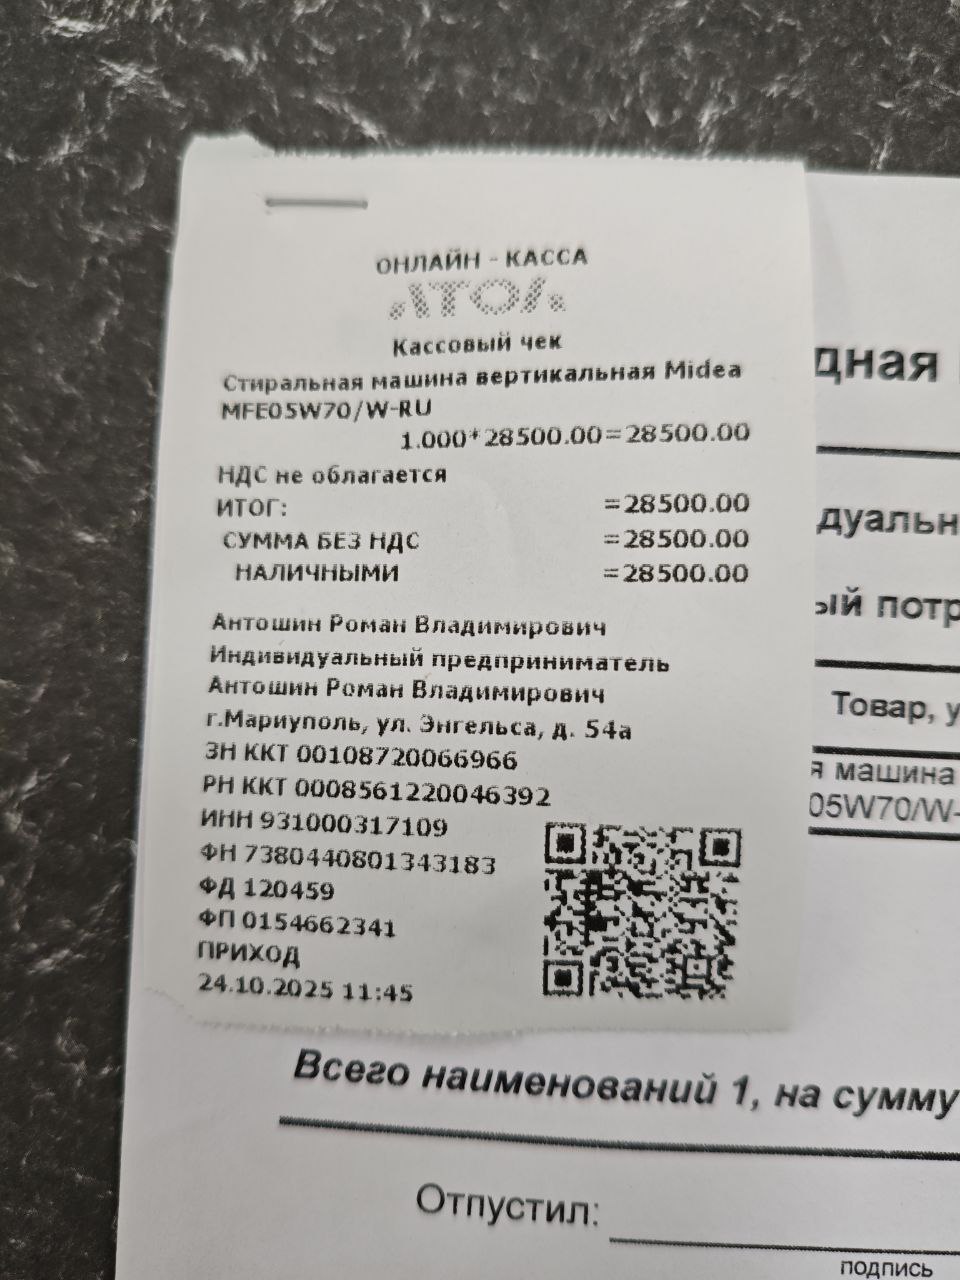 ОНЛАЙН - КАССА
АТОЛ
Кассовый чек
Стиральная машина вертикальная Midea
MFE05W70/W-RU
1.000*28500.00=28500.00
НДС не облагается
ИТОГ: =28500.00
СУММА БЕЗ НДС =28500.00
НАЛИЧНЫМИ =28500.00
Антошин Роман Владимирович
Индивидуальный предприниматель
Антошин Роман Владимирович
г.Мариуполь, ул. Энгельса, д. 54а
ЗН ККТ 00108720066966
РН ККТ 0008561220046392
ИНН 931000317109
ФН 7380440801343183
ФД 120459
ФП 0154662341
ПРИХОД
24.10.2025 11:45
дная
дуальн
ый потр
Товар, у
я машина
05W70/W-
Всего наименований 1, на сумму
Отпустил:
подпись